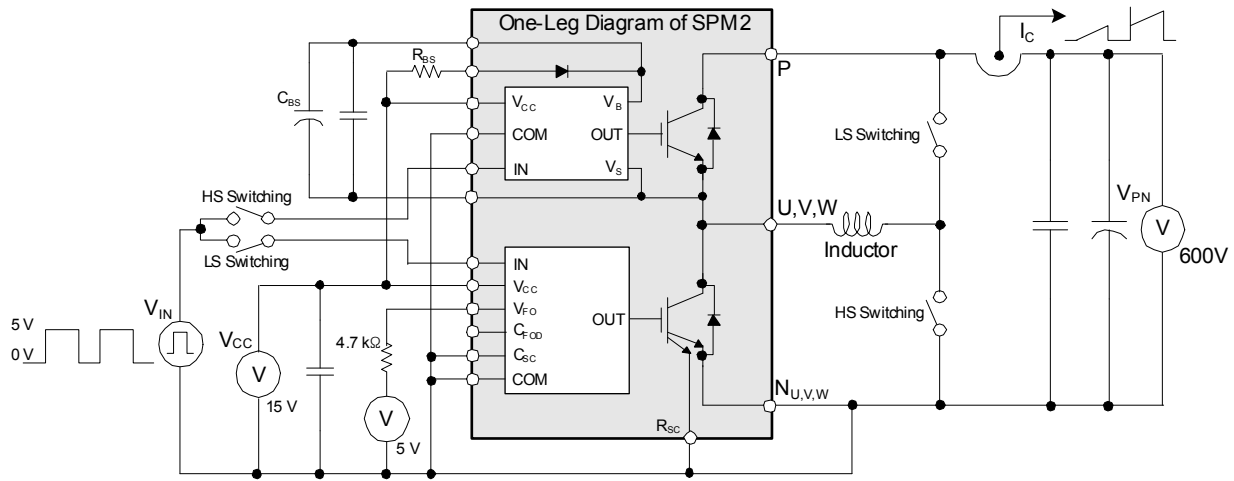 One-Leg Diagram of SPM2
I_C
P
R_BS
C_BS
V_CC
V_B
COM
OUT
IN
V_S
LS Switching
HS Switching
LS Switching
U,V,W
Inductor
V_PN
V
600V
HS Switching
IN
V_CC
V_FO
C_FOD
C_SC
COM
OUT
V_IN
5 V
0 V
V_CC
V
15 V
4.7 kΩ
V
5 V
N_U,V,W
R_SC